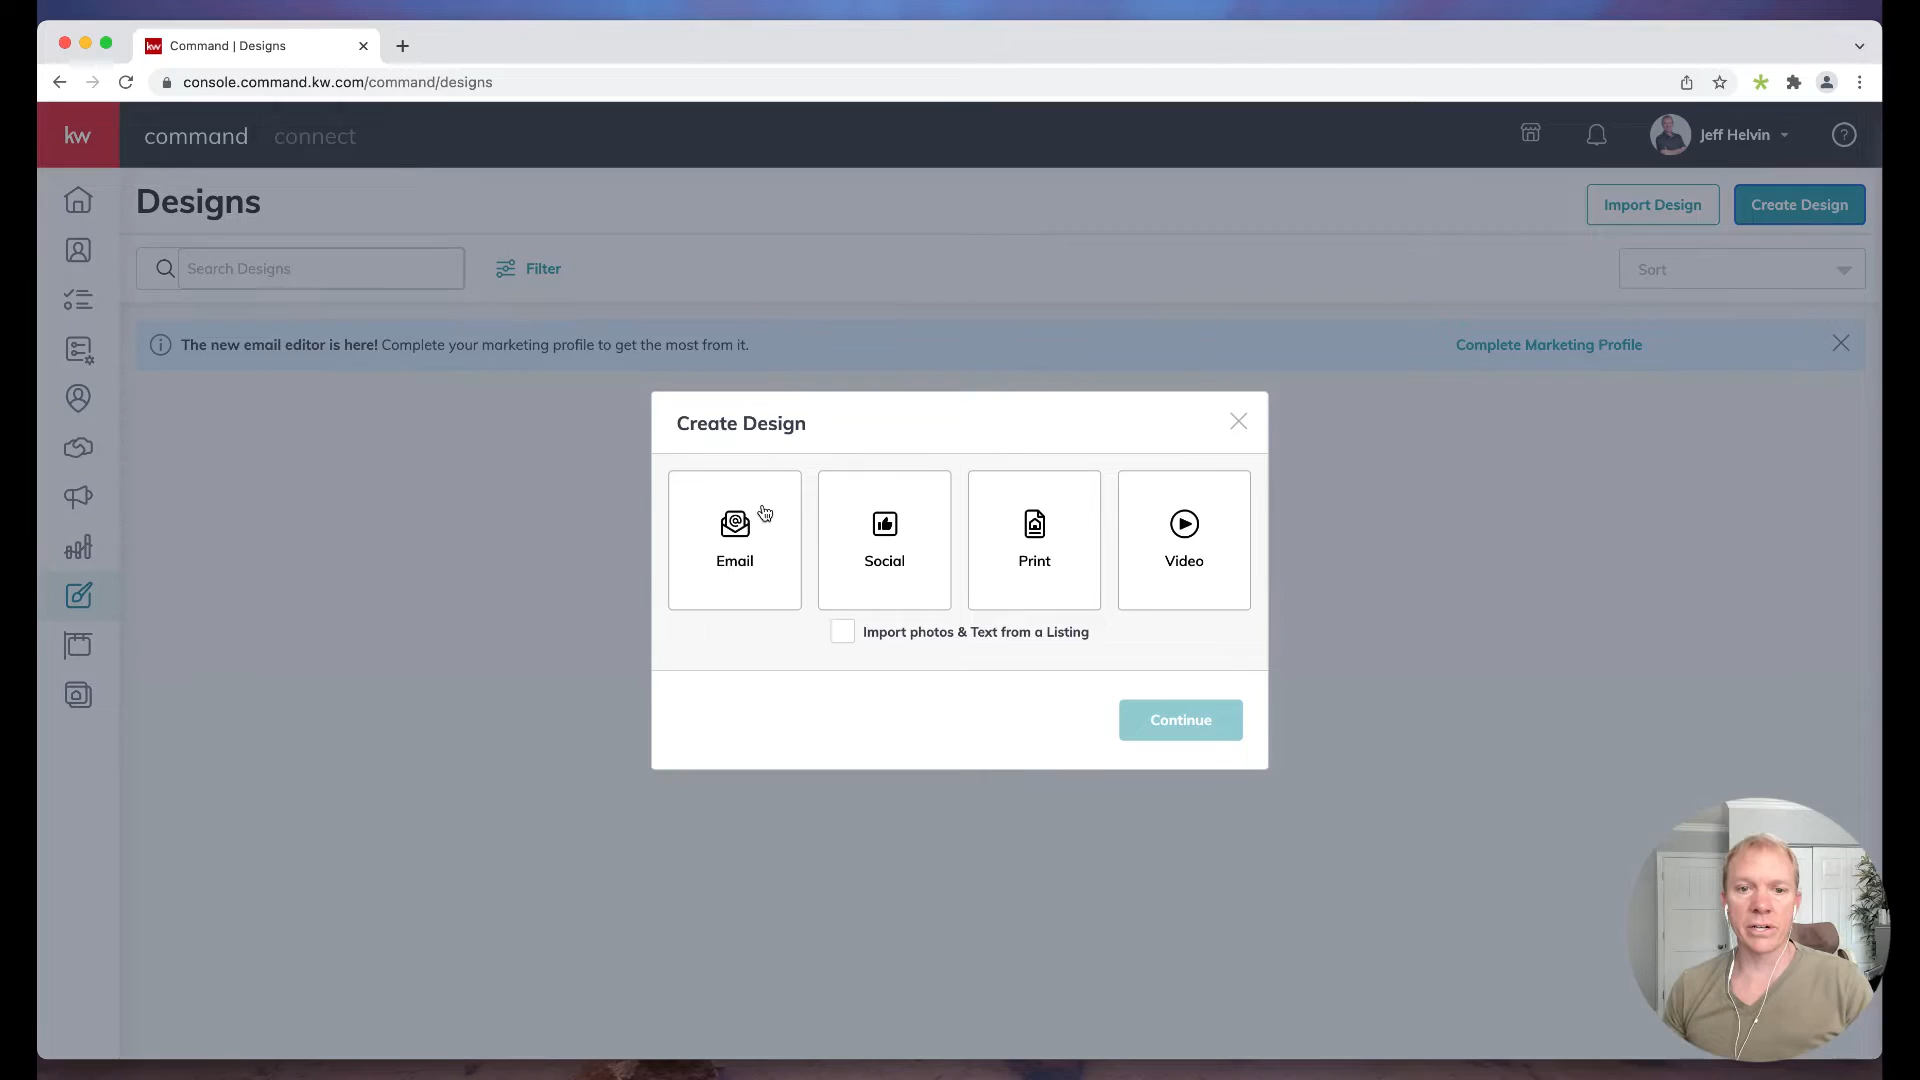 Command | Designs
console.command.kw.com/command/designs
kw
command
connect
Jeff Helvin
Designs
Import Design
Create Design
Search Designs
Filter
Sort
The new email editor is here! Complete your marketing profile to get the most from it.
Complete Marketing Profile
Create Design
Email
Social
Print
Video
Import photos & Text from a Listing
Continue